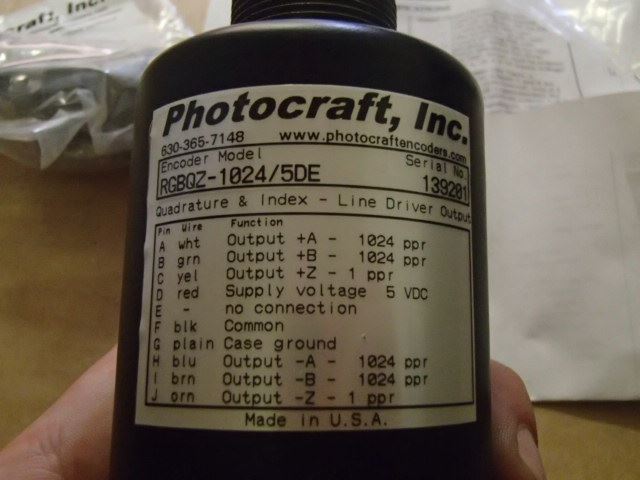 craft, Inc.
Photocraft, Inc.
630-365-7148 www.photocraftencoders.com
Encoder Model Serial No.
RGBQZ-1024/5DE 139201
Quadrature & Index - Line Driver Output
Pin Wire Function
A wht Output +A - 1024 ppr
B grn Output +B - 1024 ppr
C yel Output +Z - 1 ppr
D red Supply voltage 5 VDC
E - no connection
F blk Common
G plain Case ground
H blu Output -A - 1024 ppr
I brn Output -B - 1024 ppr
J orn Output -Z - 1 ppr
Made in U.S.A.